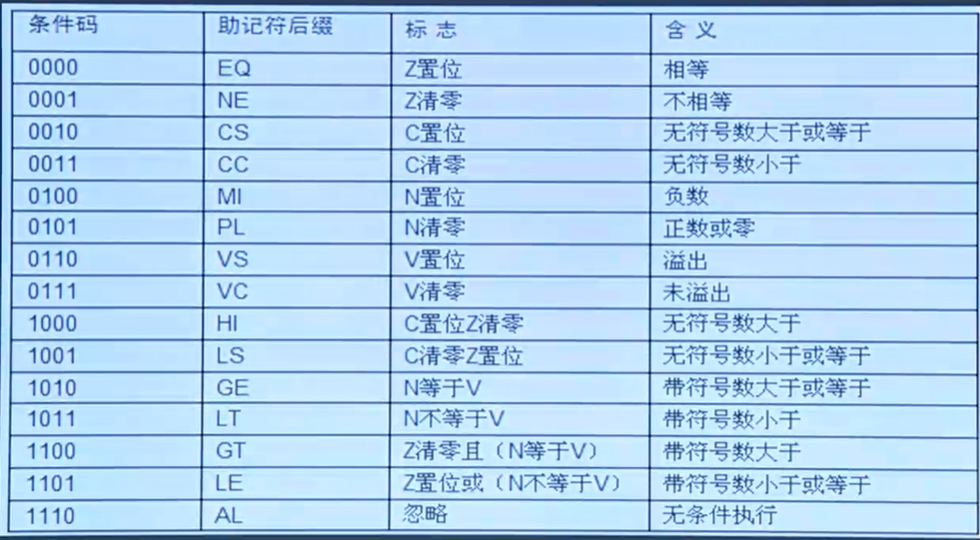 条件码 助记符后缀 标 志 含 义
0000 EQ Z置位 相等
0001 NE Z清零 不相等
0010 CS C置位 无符号数大于或等于
0011 CC C清零 无符号数小于
0100 MI N置位 负数
0101 PL N清零 正数或零
0110 VS V置位 溢出
0111 VC V清零 未溢出
1000 HI C置位Z清零 无符号数大于
1001 LS C清零Z置位 无符号数小于或等于
1010 GE N等于V 带符号数大于或等于
1011 LT N不等于V 带符号数小于
1100 GT Z清零且（N等于V） 带符号数大于
1101 LE Z置位或（N不等于V） 带符号数小于或等于
1110 AL 忽略 无条件执行